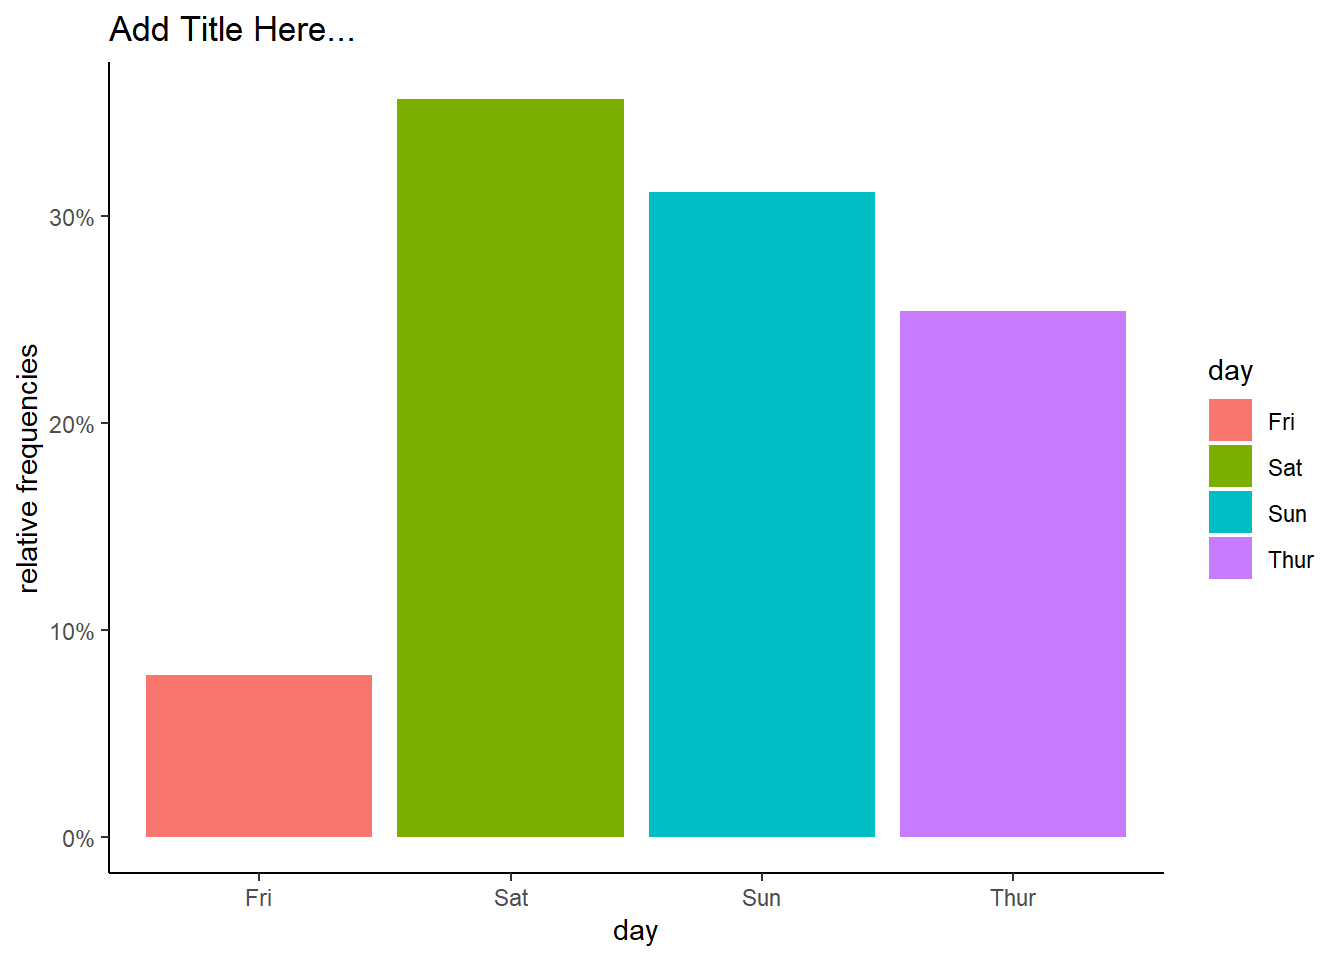 Add Title Here...
relative frequencies
30%
20%
10%
0%
Fri
Sat
Sun
Thur
day
day
Fri
Sat
Sun
Thur